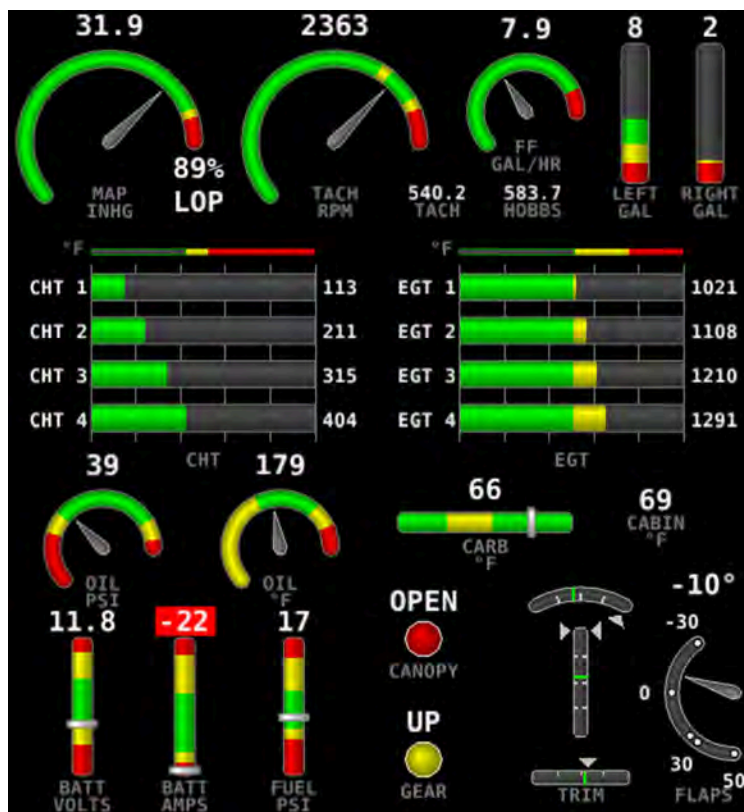 31.9 2363 7.9 8 2
89%
LOP
MAP
INHG
TACH
RPM
540.2
TACH
FF
GAL/HR
583.7
HOBBS
LEFT
GAL
RIGHT
GAL
°F
CHT 1 113
CHT 2 211
CHT 3 315
CHT 4 404
CHT
°F
EGT 1 1021
EGT 2 1108
EGT 3 1210
EGT 4 1291
EGT
39
OIL
PSI
179
OIL
°F
66
CARB
°F
69
CABIN
°F
11.8
BATT
VOLTS
-22
BATT
AMPS
17
FUEL
PSI
OPEN
CANOPY
UP
GEAR
TRIM
-10°
-30
0
30
50
FLAPS